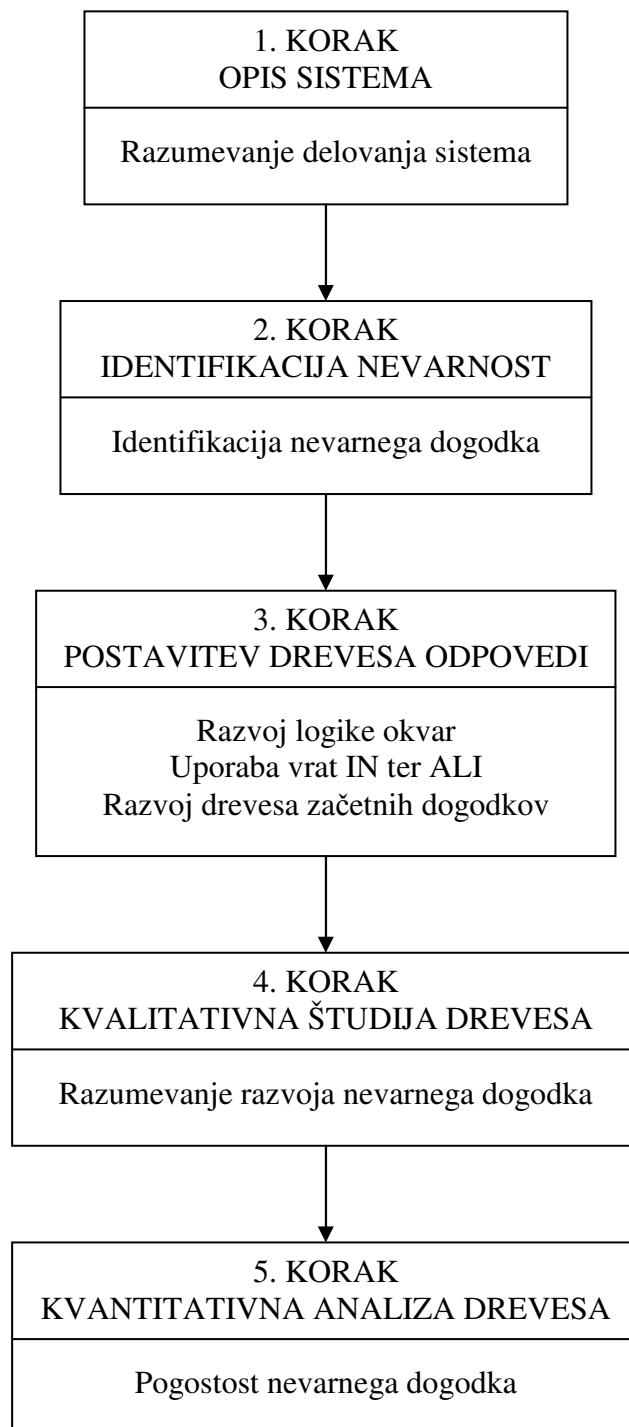 1. KORAK
OPIS SISTEMA
Razumevanje delovanja sistema
2. KORAK
IDENTIFIKACIJA NEVARNOST
Identifikacija nevarnega dogodka
3. KORAK
POSTAVITEV DREVESA ODPOVEDI
Razvoj logike okvar
Uporaba vrat IN ter ALI
Razvoj drevesa začetnih dogodkov
4. KORAK
KVALITATIVNA ŠTUDIJA DREVESA
Razumevanje razvoja nevarnega dogodka
5. KORAK
KVANTITATIVNA ANALIZA DREVESA
Pogostost nevarnega dogodka